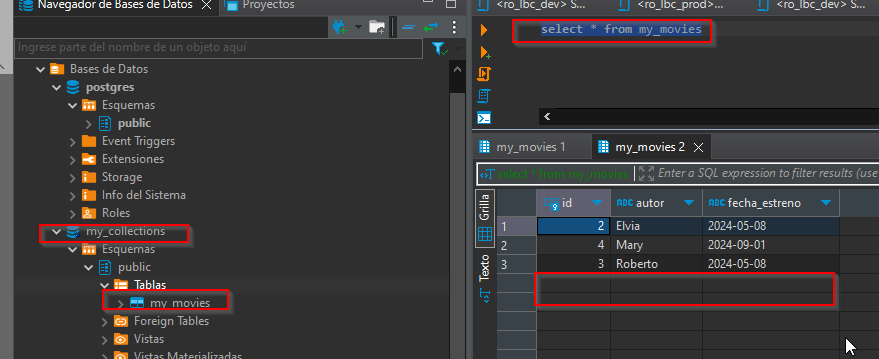 Navegador de Bases de Datos
Proyectos
Ingrese parte del nombre de un objeto aquí
Bases de Datos
postgres
Esquemas
public
Event Triggers
Extensiones
Storage
Info del Sistema
Roles
my_collections
Esquemas
public
Tablas
my_movies
Foreign Tables
Vistas
Vistas Materializadas
<ro_lbc_dev> S...
<ro_lbc_prod>...
<ro_lbc_dev> S
select * from my_movies
my_movies 1
my_movies 2
select * from my_movies
Enter a SQL expression to filter results (use
Grilla
Texto
id autor fecha_estreno
1 2 Elvia 2024-05-08
2 4 Mary 2024-09-01
3 3 Roberto 2024-05-08